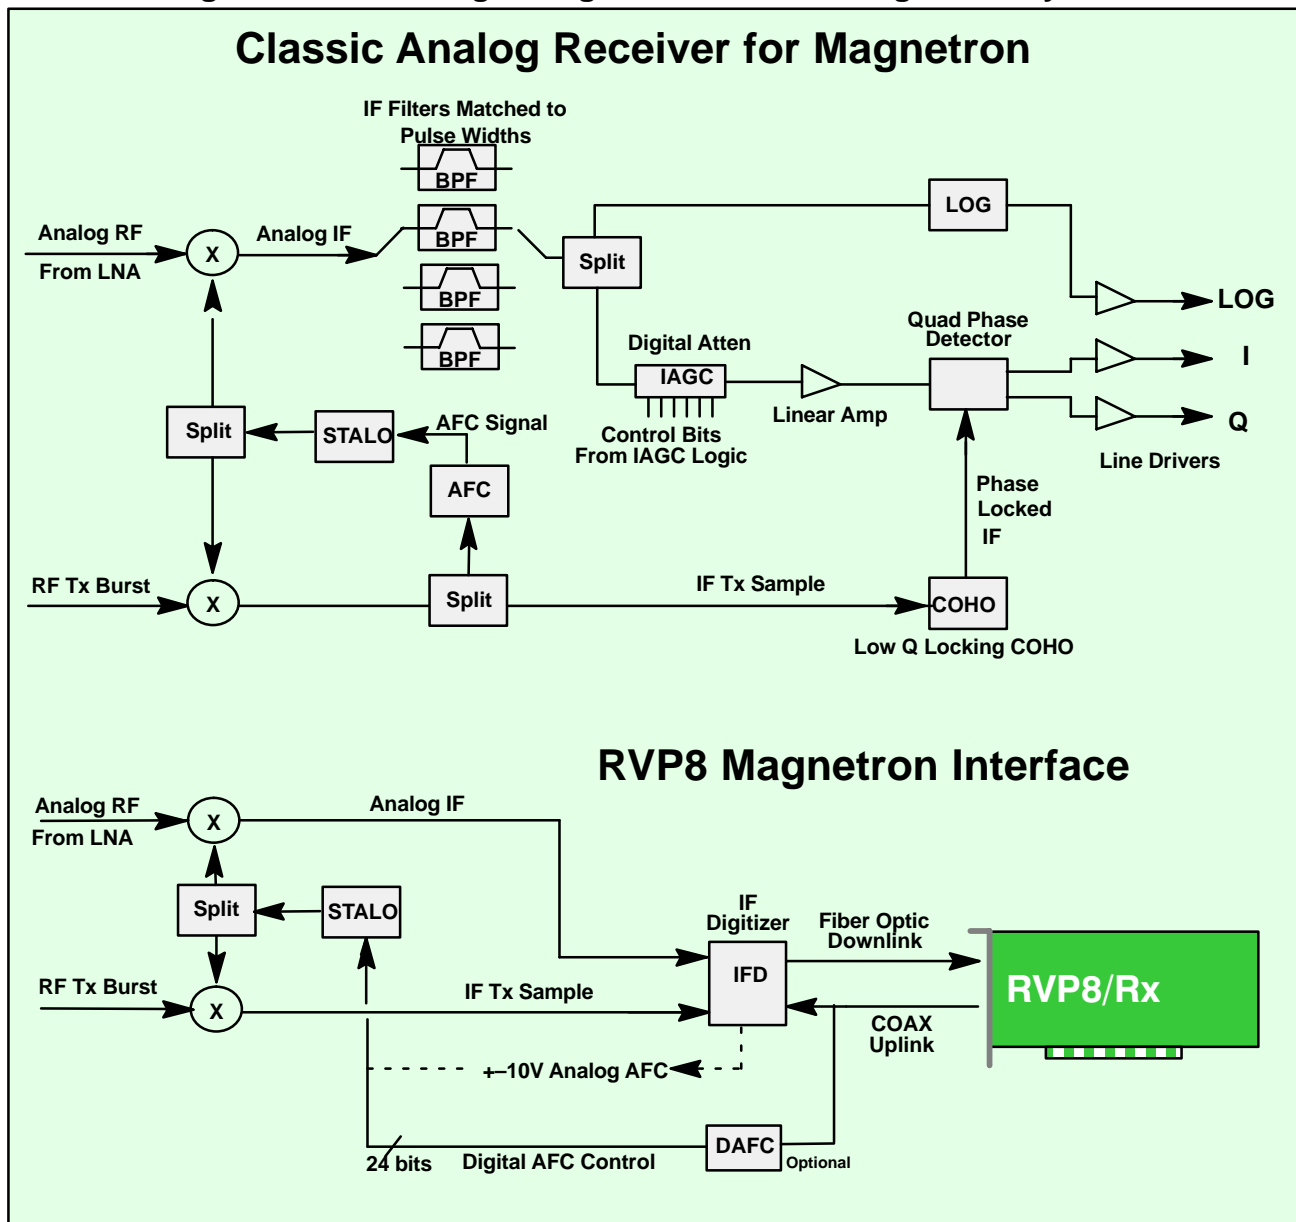 Classic Analog Receiver for Magnetron
IF Filters Matched to
Pulse Widths
BPF
BPF
BPF
BPF
Analog RF
From LNA
X
Analog IF
Split
LOG
LOG
Quad Phase
Detector
I
Q
Line Drivers
Digital Atten
IAGC
Control Bits
From IAGC Logic
Linear Amp
Split
STALO
AFC Signal
AFC
Phase
Locked
IF
RF Tx Burst
X
Split
IF Tx Sample
COHO
Low Q Locking COHO
RVP8 Magnetron Interface
Analog RF
From LNA
X
Analog IF
Split
STALO
IF
Digitizer
IFD
Fiber Optic
Downlink
RVP8/Rx
RF Tx Burst
X
IF Tx Sample
COAX
Uplink
+–10V Analog AFC
24 bits
Digital AFC Control
DAFC
Optional